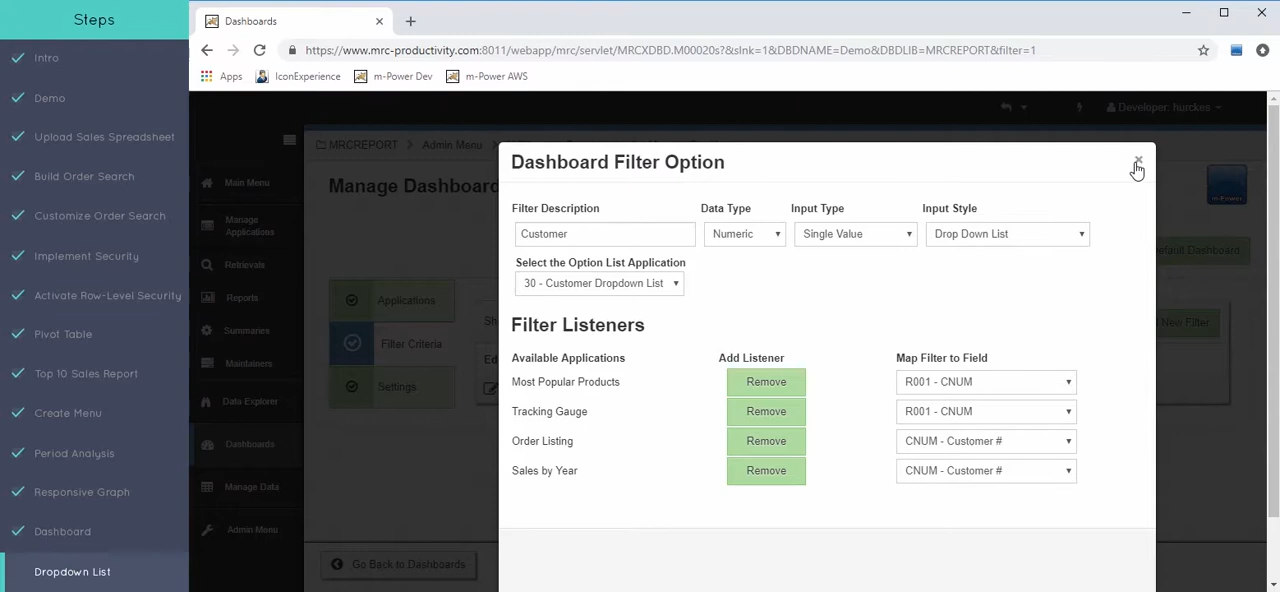 Steps
Intro
Demo
Upload Sales Spreadsheet
Build Order Search
Customize Order Search
Implement Security
Activate Row-Level Security
Pivot Table
Top 10 Sales Report
Create Menu
Period Analysis
Responsive Graph
Dashboard
Dropdown List
Dashboards
https://www.mrc-productivity.com:8011/webapp/mrc/servlet/MRCXDBD.M00020s?&slnk=1&DBDNAME=Demo&DBDLIB=MRCREPORT&filter=1
Apps IconExperience m-Power Dev m-Power AWS
Developer: hurckes
MRCREPORT Admin Menu
Manage Dashboard
Main Menu
Manage Applications
Retrievals
Reports
Summaries
Maintainers
Data Explorer
Dashboards
Manage Data
Admin Menu
Default Dashboard
Applications
Filter Criteria
Settings
New Filter
Go Back to Dashboards
Dashboard Filter Option
Filter Description Data Type Input Type Input Style
Customer Numeric Single Value Drop Down List
Select the Option List Application
30 - Customer Dropdown List
Filter Listeners
Available Applications Add Listener Map Filter to Field
Most Popular Products Remove R001 - CNUM
Tracking Gauge Remove R001 - CNUM
Order Listing Remove CNUM - Customer #
Sales by Year Remove CNUM - Customer #